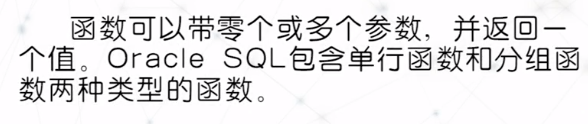 函数可以带零个或多个参数，并返回一
个值。Oracle SQL包含单行函数和分组函
数两种类型的函数。